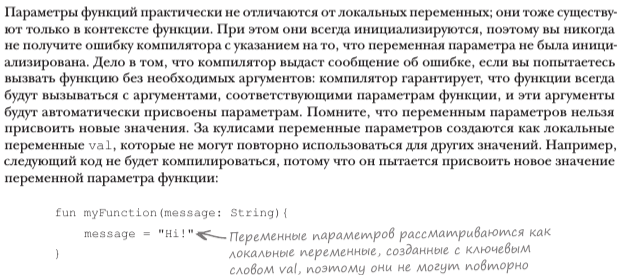 Параметры функций практически не отличаются от локальных переменных; они тоже существу-
ют только в контексте функции. При этом они всегда инициализируются, поэтому вы никогда
не получите ошибку компилятора с указанием на то, что переменная параметра не была иници-
ализирована. Дело в том, что компилятор выдаст сообщение об ошибке, если вы попытаетесь
вызвать функцию без необходимых аргументов: компилятор гарантирует, что функции всегда
будут вызываться с аргументами, соответствующими параметрам функции, и эти аргументы
будут автоматически присвоены параметрам. Помните, что переменным параметров нельзя
присвоить новые значения. За кулисами переменные параметров создаются как локальные
переменные val, которые не могут повторно использоваться для других значений. Например,
следующий код не будет компилироваться, потому что он пытается присвоить новое значение
переменной параметра функции:
fun myFunction(message: String){
message = "Hi!" Переменные параметров рассматриваются как
} локальные переменные, созданные с ключевым
словом val, поэтому они не могут повторно